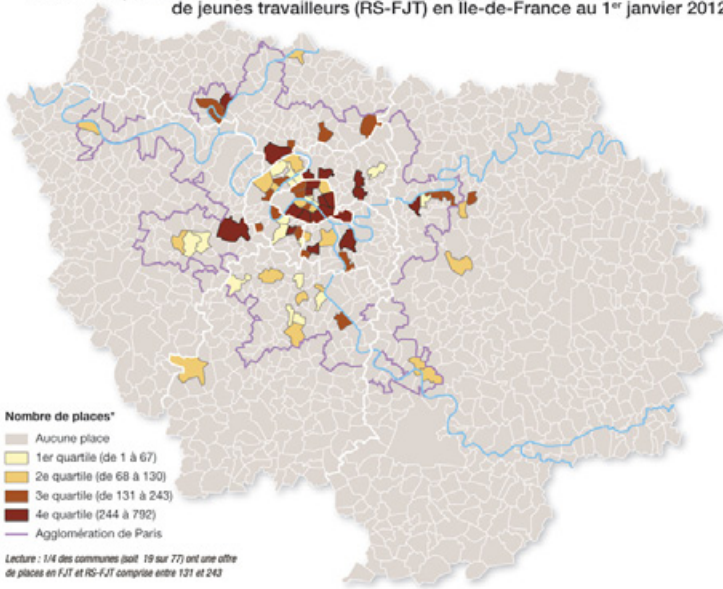 de jeunes travailleurs (RS-FJT) en Île-de-France au 1er janvier 2012
Nombre de places*
Aucune place
1er quartile (de 1 à 67)
2e quartile (de 68 à 130)
3e quartile (de 131 à 243)
4e quartile (244 à 792)
Agglomération de Paris
Lecture : 1/4 des communes (soit 19 sur 77) ont une offre
de places en FJT et RS-FJT comprise entre 131 et 243